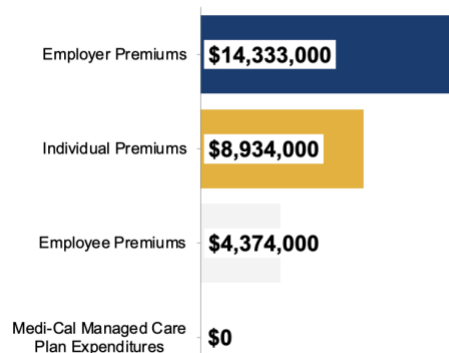 Employer Premiums $14,333,000
Individual Premiums $8,934,000
Employee Premiums $4,374,000
Medi-Cal Managed Care
Plan Expenditures $0